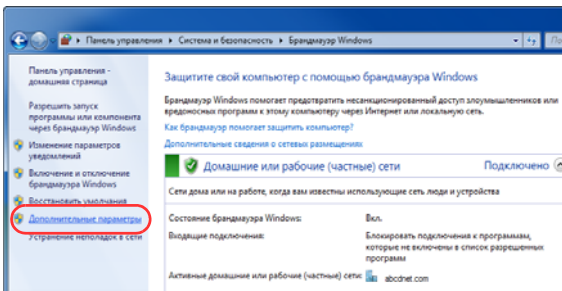 Панель управления ▸ Система и безопасность ▸ Брандмауэр Windows
Панель управления -
домашняя страница
Разрешить запуск
программы или компонента
через брандмауэр Windows
Изменение параметров
уведомлений
Включение и отключение
брандмауэра Windows
Восстановить умолчания
Дополнительные параметры
Устранение неполадок в сети
Защитите свой компьютер с помощью брандмауэра Windows
Брандмауэр Windows помогает предотвратить несанкционированный доступ злоумышленников или
вредоносных программ к этому компьютеру через Интернет или локальную сеть.
Как брандмауэр помогает защитить компьютер?
Дополнительные сведения о сетевых размещениях
Домашние или рабочие (частные) сети Подключено
Сети дома или на работе, когда вам известны использующие сеть люди и устройства
Состояние брандмауэра Windows: Вкл.
Входящие подключения: Блокировать подключения к программам,
которые не включены в список разрешенных
программ
Активные домашние или рабочие (частные) сети: abcdnet.com